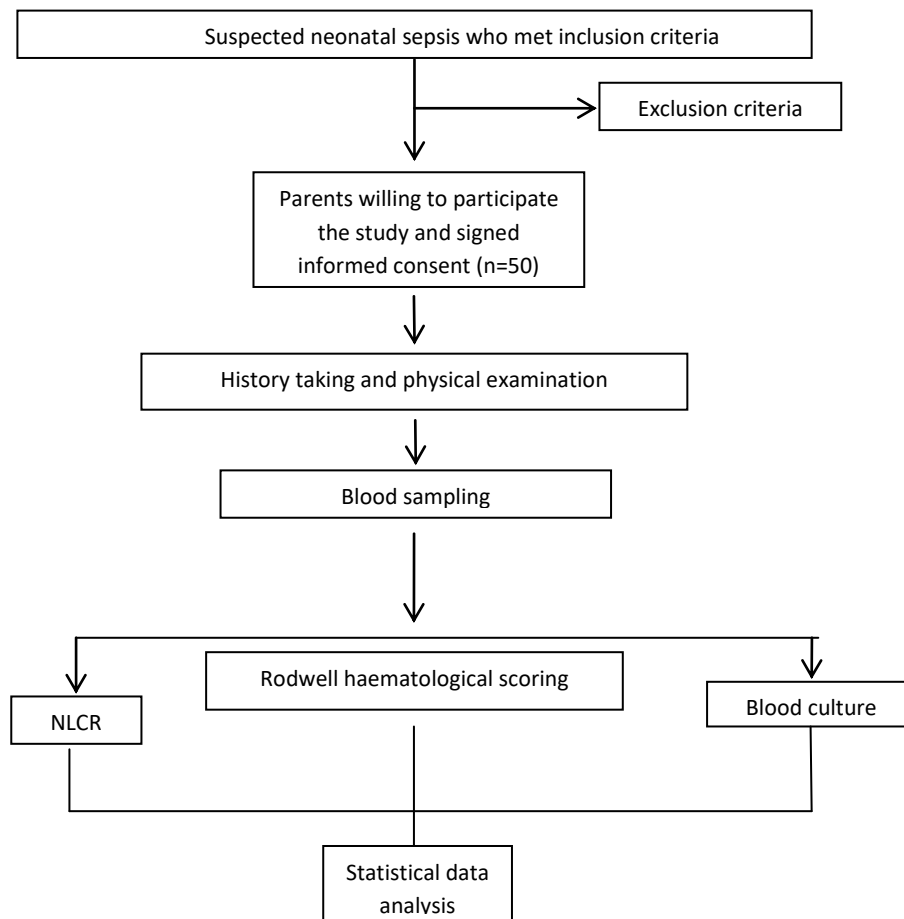 Suspected neonatal sepsis who met inclusion criteria
Exclusion criteria
Parents willing to participate
the study and signed
informed consent (n=50)
History taking and physical examination
Blood sampling
Rodwell haematological scoring
NLCR
Blood culture
Statistical data
analysis